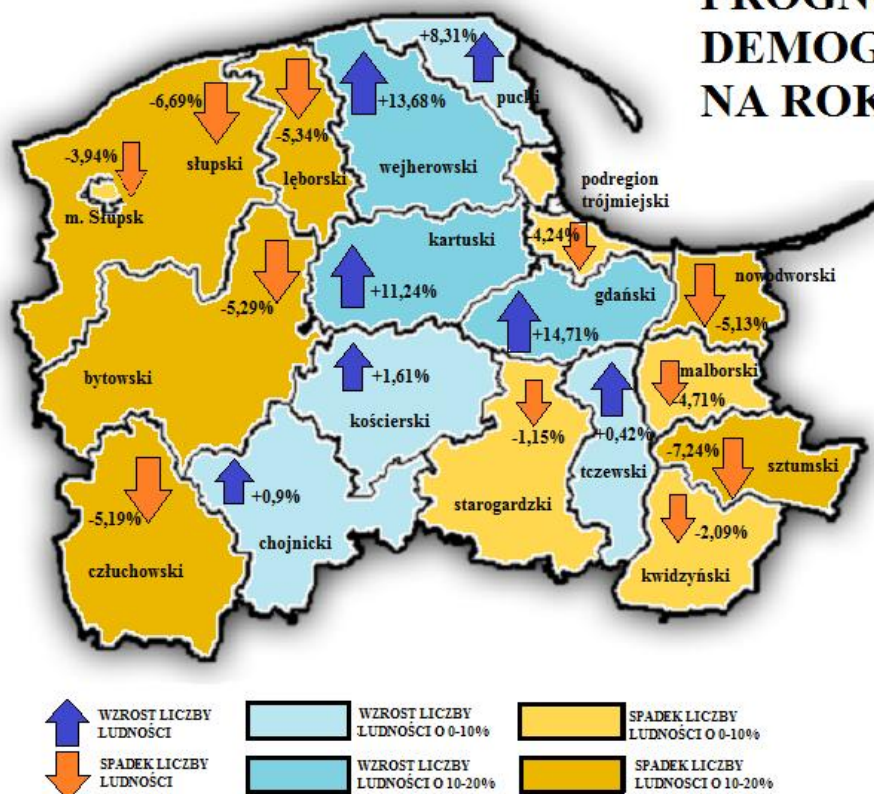 DEMOG
NA ROK
+8,31%
pucki
-6,69%
słupski
-5,34%
lęborski
+13,68%
wejherowski
-3,94%
m. Słupsk
podregion
trójmiejski
-4,24%
kartuski
+11,24%
gdański
+14,71%
nowodworski
-5,13%
-5,29%
bytowski
+1,61%
kościerski
malborski
-4,71%
-1,15%
starogardzki
+0,42%
tczewski
-7,24%
sztumski
-5,19%
człuchowski
+0,9%
chojnicki
-2,09%
kwidzyński
WZROST LICZBY
LUDNOŚCI
WZROST LICZBY
LUDNOŚCI O 0-10%
SPADEK LICZBY
LUDNOŚCI O 0-10%
SPADEK LICZBY
LUDNOŚCI
WZROST LICZBY
LUDNOŚCI O 10-20%
SPADEK LICZBY
LUDNOŚCI O 10-20%